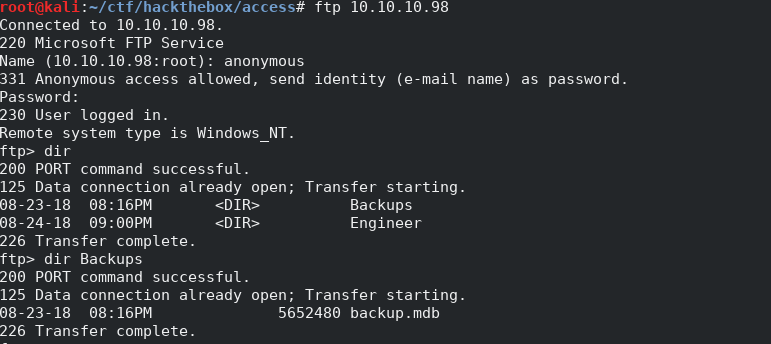 root@kali:~/ctf/hackthebox/access# ftp 10.10.10.98
Connected to 10.10.10.98.
220 Microsoft FTP Service
Name (10.10.10.98:root): anonymous
331 Anonymous access allowed, send identity (e-mail name) as password.
Password:
230 User logged in.
Remote system type is Windows_NT.
ftp> dir
200 PORT command successful.
125 Data connection already open; Transfer starting.
08-23-18  08:16PM       <DIR>          Backups
08-24-18  09:00PM       <DIR>          Engineer
226 Transfer complete.
ftp> dir Backups
200 PORT command successful.
125 Data connection already open; Transfer starting.
08-23-18  08:16PM              5652480 backup.mdb
226 Transfer complete.